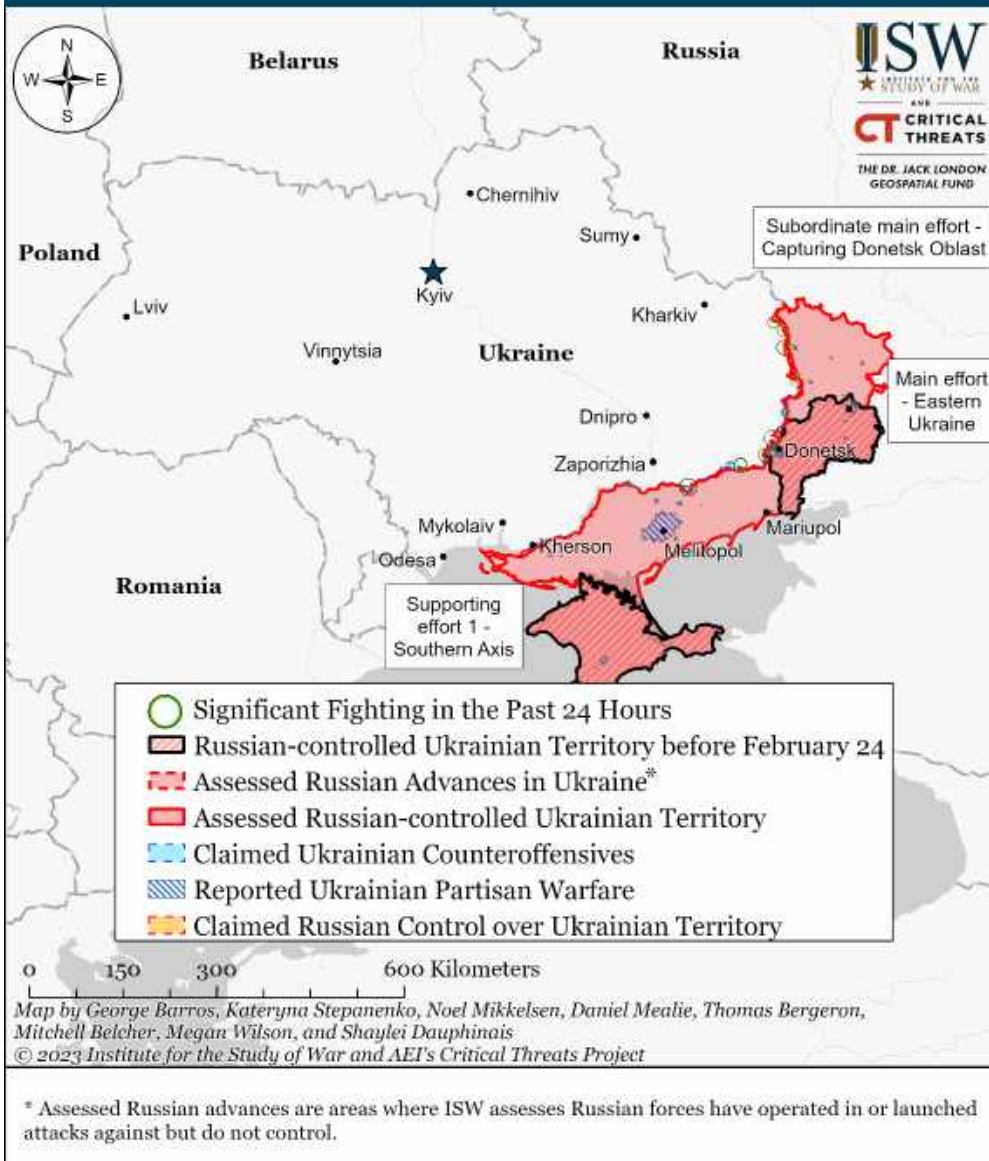 N
W
E
S
Belarus
Russia
ISW
INSTITUTE FOR THE
STUDY OF WAR
AND
CT CRITICAL
THREATS
THE DR. JACK LONDON
GEOSPATIAL FUND
Chernihiv
Subordinate main effort -
Capturing Donetsk Oblast
Sumy
Poland
Kyiv
Lviv
Kharkiv
Vinnytsia
Ukraine
Main effort
- Eastern
Ukraine
Dnipro
Donetsk
Zaporizhia
Mykolaiv
Mariupol
Kherson
Melitopol
Odesa
Romania
Supporting
effort 1 -
Southern Axis
Significant Fighting in the Past 24 Hours
Russian-controlled Ukrainian Territory before February 24
Assessed Russian Advances in Ukraine*
Assessed Russian-controlled Ukrainian Territory
Claimed Ukrainian Counteroffensives
Reported Ukrainian Partisan Warfare
Claimed Russian Control over Ukrainian Territory
0 150 300 600 Kilometers
Map by George Barros, Kateryna Stepanenko, Noel Mikkelsen, Daniel Mealie, Thomas Bergeron,
Mitchell Belcher, Megan Wilson, and Shaylei Dauphinais
© 2023 Institute for the Study of War and AEI's Critical Threats Project
* Assessed Russian advances are areas where ISW assesses Russian forces have operated in or launched
attacks against but do not control.